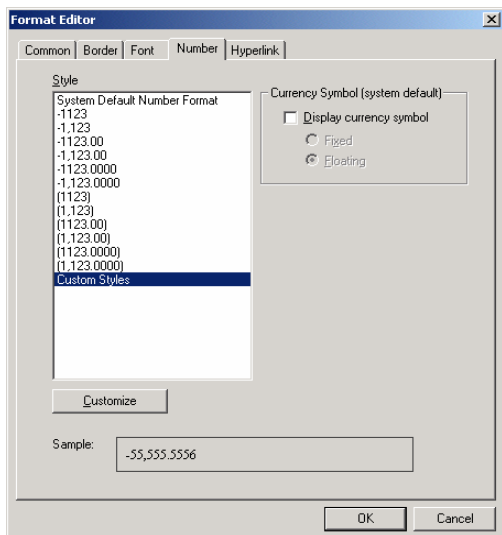 Format Editor
Common Border Font Number Hyperlink
Style
System Default Number Format
-1123
-1,123
-1123.00
-1,123.00
-1123.0000
-1,123.0000
(1123)
(1,123)
(1123.00)
(1,123.00)
(1123.0000)
(1,123.0000)
Custom Styles
Currency Symbol (system default)
Display currency symbol
Fixed
Floating
Customize
Sample:
-55,555.5556
OK Cancel